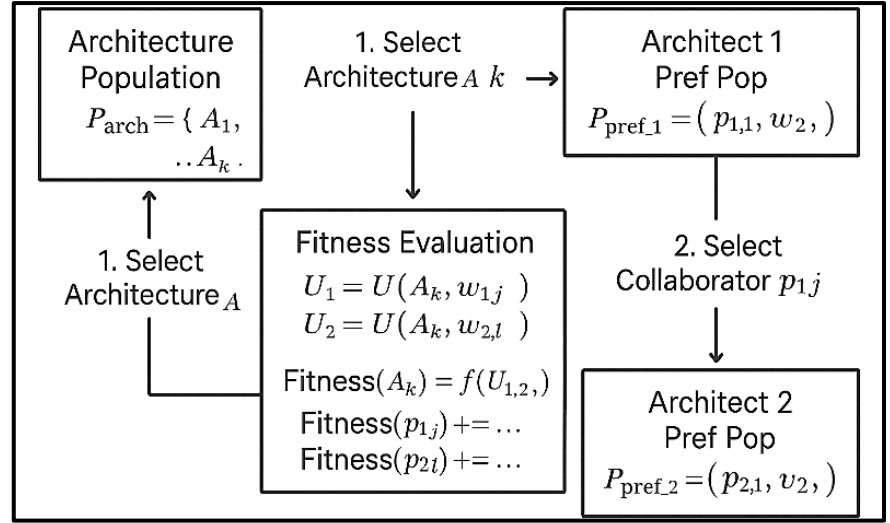 Architecture
Population
P_arch = { A_1,
..A_k .
1. Select
Architecture A k
Architect 1
Pref Pop
P_pref_1 = ( p_1,1, w_2, )
1. Select
Architecture A
Fitness Evaluation
U_1 = U(A_k, w_1j )
U_2 = U(A_k, w_2,l )
Fitness(A_k) = f(U_1,2,)
Fitness(p_1j) += ...
Fitness(p_2l) += ...
2. Select
Collaborator p_1j
Architect 2
Pref Pop
P_pref_2 = ( p_2,1, υ_2, )